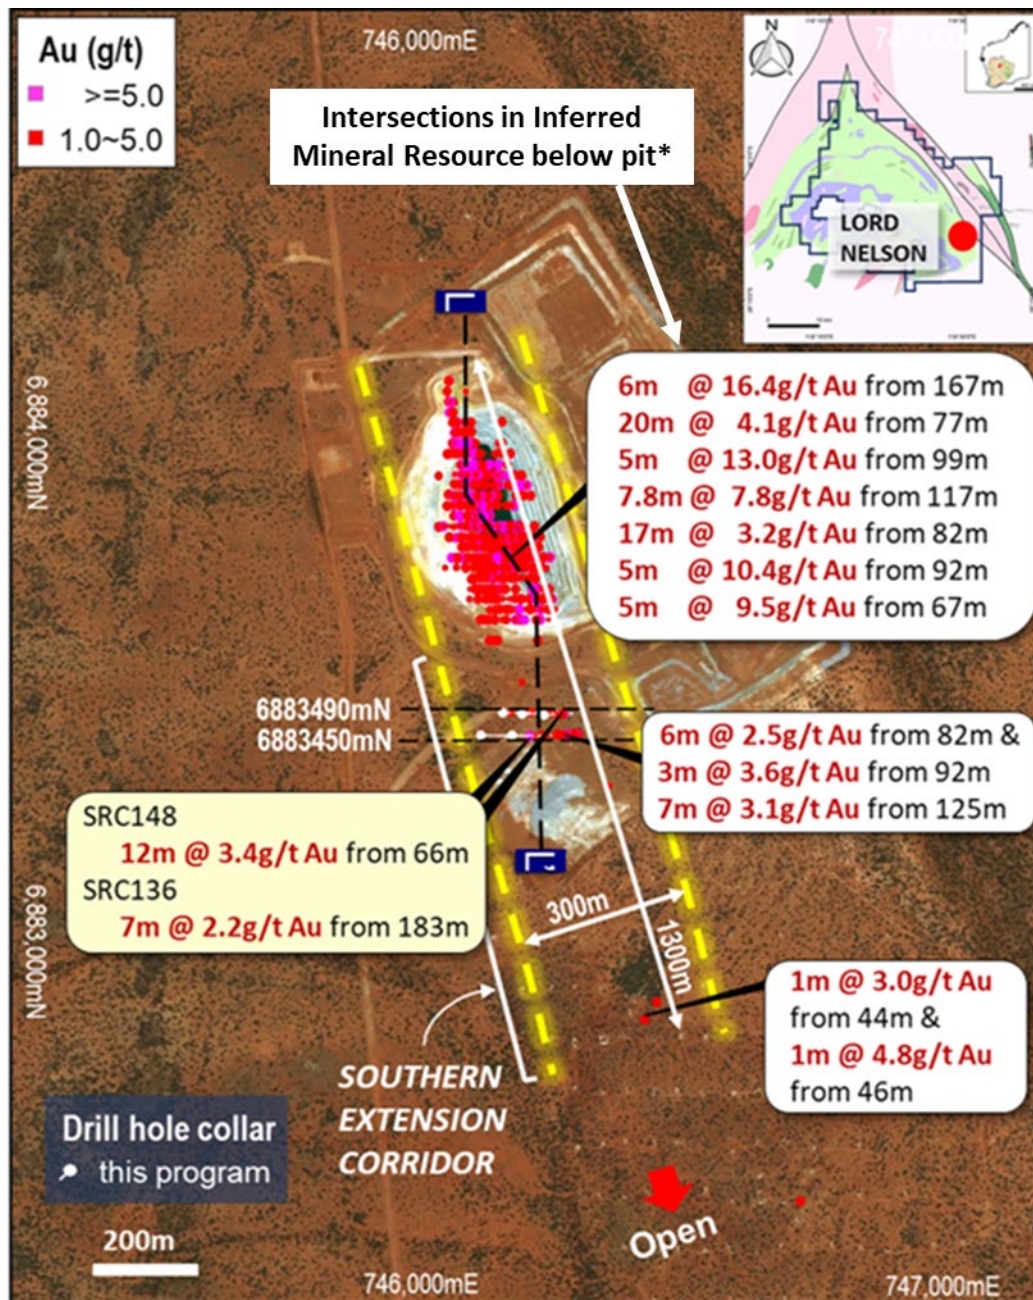 Au (g/t)
>=5.0
1.0~5.0
746,000mE
N
Intersections in Inferred
Mineral Resource below pit*
LORD
NELSON
6,884,000mN
L
6m @ 16.4g/t Au from 167m
20m @ 4.1g/t Au from 77m
5m @ 13.0g/t Au from 99m
7.8m @ 7.8g/t Au from 117m
17m @ 3.2g/t Au from 82m
5m @ 10.4g/t Au from 92m
5m @ 9.5g/t Au from 67m
6883490mN
6883450mN
6m @ 2.5g/t Au from 82m &
3m @ 3.6g/t Au from 92m
7m @ 3.1g/t Au from 125m
SRC148
12m @ 3.4g/t Au from 66m
SRC136
7m @ 2.2g/t Au from 183m
L'
6,883,000mN
300m
1300m
1m @ 3.0g/t Au
from 44m &
1m @ 4.8g/t Au
from 46m
SOUTHERN
EXTENSION
CORRIDOR
Drill hole collar
this program
Open
200m
746,000mE
747,000mE